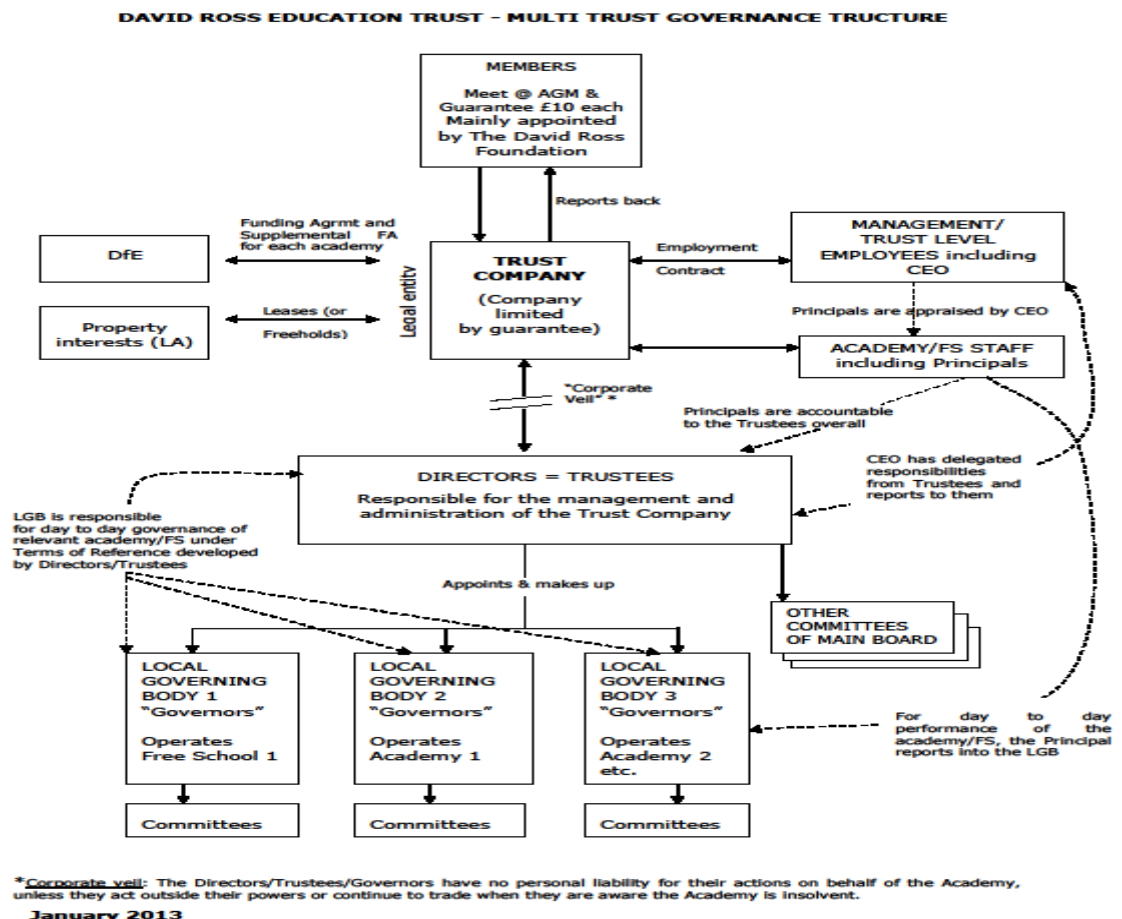 DAVID ROSS EDUCATION TRUST - MULTI TRUST GOVERNANCE TRUCTURE
MEMBERS
Meet @ AGM &
Guarantee £10 each
Mainly appointed
by The David Ross
Foundation
Reports back
Funding Agrmt and
Supplemental FA
for each academy
DfE
Leases (or
Freeholds)
Property
interests (LA)
Legal entity
TRUST
COMPANY
(Company
limited
by guarantee)
Employment
Contract
MANAGEMENT/
TRUST LEVEL
EMPLOYEES including
CEO
Principals are appraised by CEO
ACADEMY/FS STAFF
including Principals
"Corporate
Veil" *
Principals are accountable
to the Trustees overall
CEO has delegated
responsibilities
from Trustees and
reports to them
DIRECTORS = TRUSTEES
Responsible for the management and
administration of the Trust Company
LGB is responsible
for day to day governance of
relevant academy/FS under
Terms of Reference developed
by Directors/Trustees
Appoints & makes up
OTHER
COMMITTEES
OF MAIN BOARD
LOCAL
GOVERNING
BODY 1
"Governors"
Operates
Free School 1
LOCAL
GOVERNING
BODY 2
"Governors"
Operates
Academy 1
LOCAL
GOVERNING
BODY 3
"Governors"
Operates
Academy 2
etc.
For day to day
performance of the
academy/FS, the Principal
reports into the LGB
Committees
Committees
Committees
*Corporate veil: The Directors/Trustees/Governors have no personal liability for their actions on behalf of the Academy,
unless they act outside their powers or continue to trade when they are aware the Academy is insolvent.
January 2013